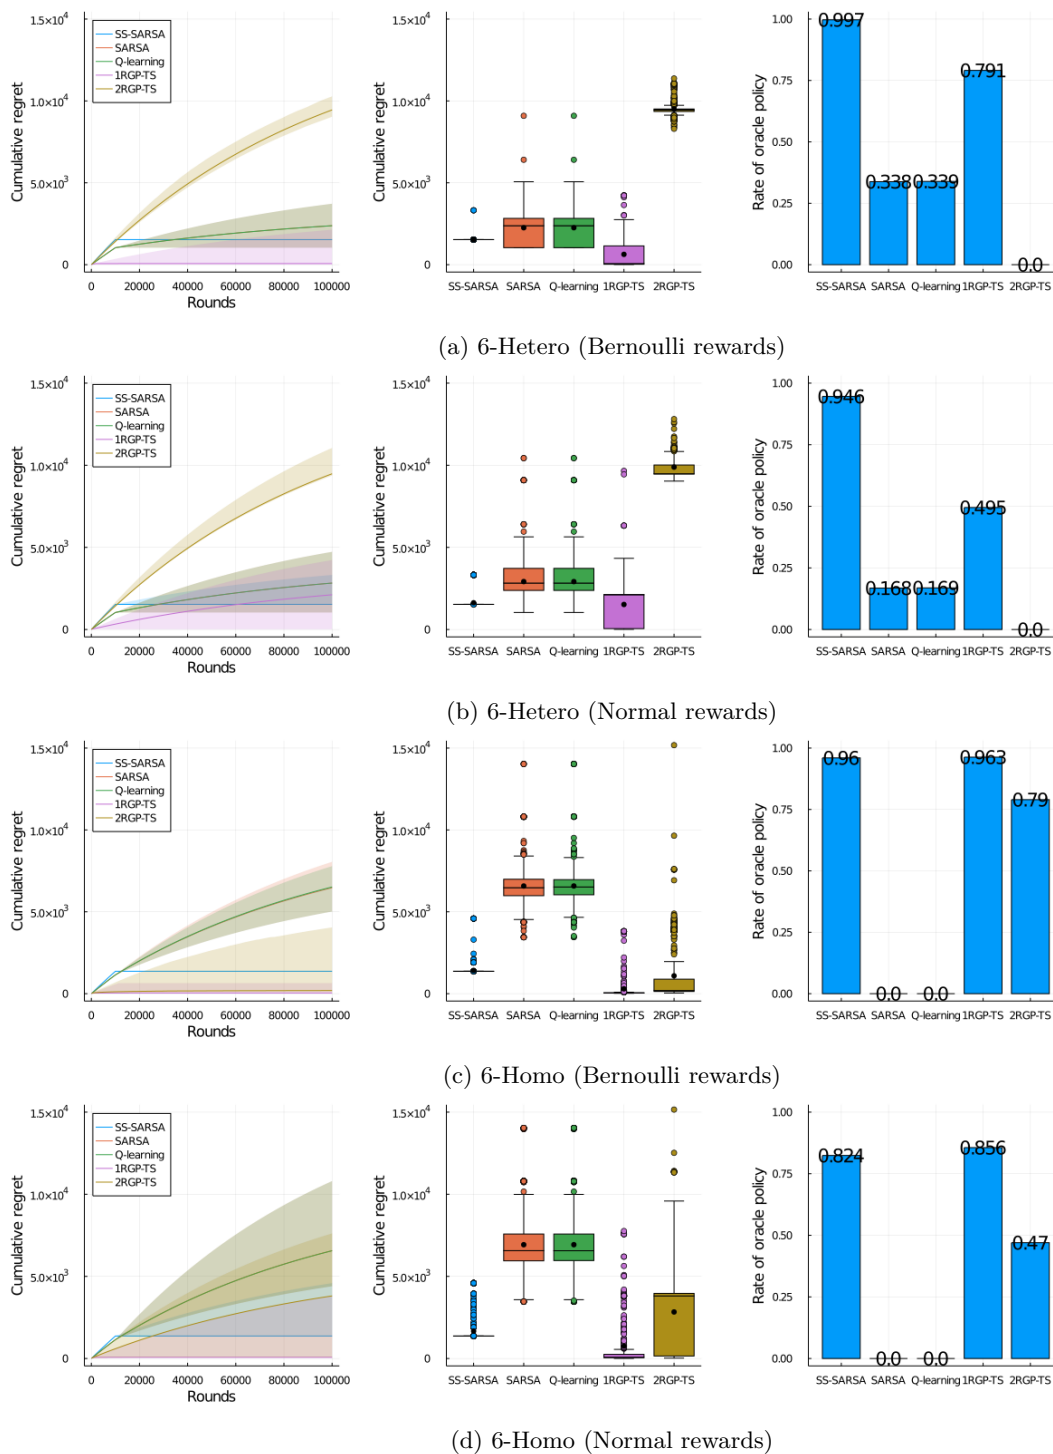 1.5×10⁴
1.0×10⁴
5.0×10³
0
Cumulative regret
SS-SARSA
SARSA
Q-learning
1RGP-TS
2RGP-TS
0 20000 40000 60000 80000 100000
Rounds
1.5×10⁴
1.0×10⁴
5.0×10³
0
Cumulative regret
SS-SARSA SARSA Q-learning 1RGP-TS 2RGP-TS
1.00
0.75
0.50
0.25
0.00
Rate of oracle policy
0.997 0.338 0.339 0.791 0.0
SS-SARSA SARSA Q-learning 1RGP-TS 2RGP-TS
(a) 6-Hetero (Bernoulli rewards)
1.5×10⁴
1.0×10⁴
5.0×10³
0
Cumulative regret
SS-SARSA
SARSA
Q-learning
1RGP-TS
2RGP-TS
0 20000 40000 60000 80000 100000
Rounds
1.5×10⁴
1.0×10⁴
5.0×10³
0
Cumulative regret
SS-SARSA SARSA Q-learning 1RGP-TS 2RGP-TS
1.00
0.75
0.50
0.25
0.00
Rate of oracle policy
0.946 0.168 0.169 0.495 0.0
SS-SARSA SARSA Q-learning 1RGP-TS 2RGP-TS
(b) 6-Hetero (Normal rewards)
1.5×10⁴
1.0×10⁴
5.0×10³
0
Cumulative regret
SS-SARSA
SARSA
Q-learning
1RGP-TS
2RGP-TS
0 20000 40000 60000 80000 100000
Rounds
1.5×10⁴
1.0×10⁴
5.0×10³
0
Cumulative regret
SS-SARSA SARSA Q-learning 1RGP-TS 2RGP-TS
1.00
0.75
0.50
0.25
0.00
Rate of oracle policy
0.96 0.0 0.0 0.963 0.79
SS-SARSA SARSA Q-learning 1RGP-TS 2RGP-TS
(c) 6-Homo (Bernoulli rewards)
1.5×10⁴
1.0×10⁴
5.0×10³
0
Cumulative regret
SS-SARSA
SARSA
Q-learning
1RGP-TS
2RGP-TS
0 20000 40000 60000 80000 100000
Rounds
1.5×10⁴
1.0×10⁴
5.0×10³
0
Cumulative regret
SS-SARSA SARSA Q-learning 1RGP-TS 2RGP-TS
1.00
0.75
0.50
0.25
0.00
Rate of oracle policy
0.824 0.0 0.0 0.856 0.47
SS-SARSA SARSA Q-learning 1RGP-TS 2RGP-TS
(d) 6-Homo (Normal rewards)